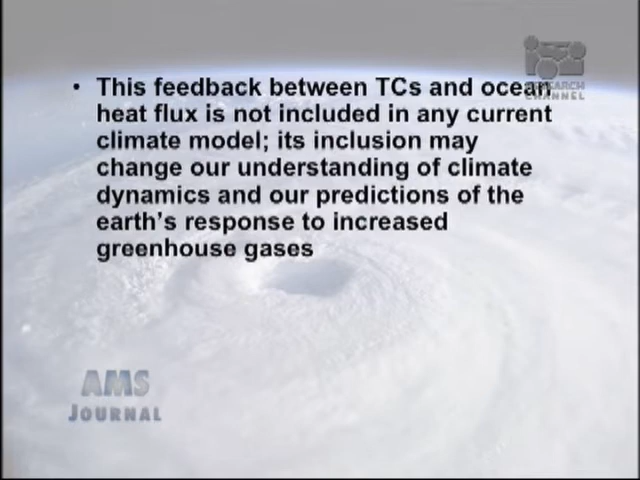 • This feedback between TCs and ocean
heat flux is not included in any current
climate model; its inclusion may
change our understanding of climate
dynamics and our predictions of the
earth's response to increased
greenhouse gases
RESEARCH
CHANNEL
AMS
JOURNAL